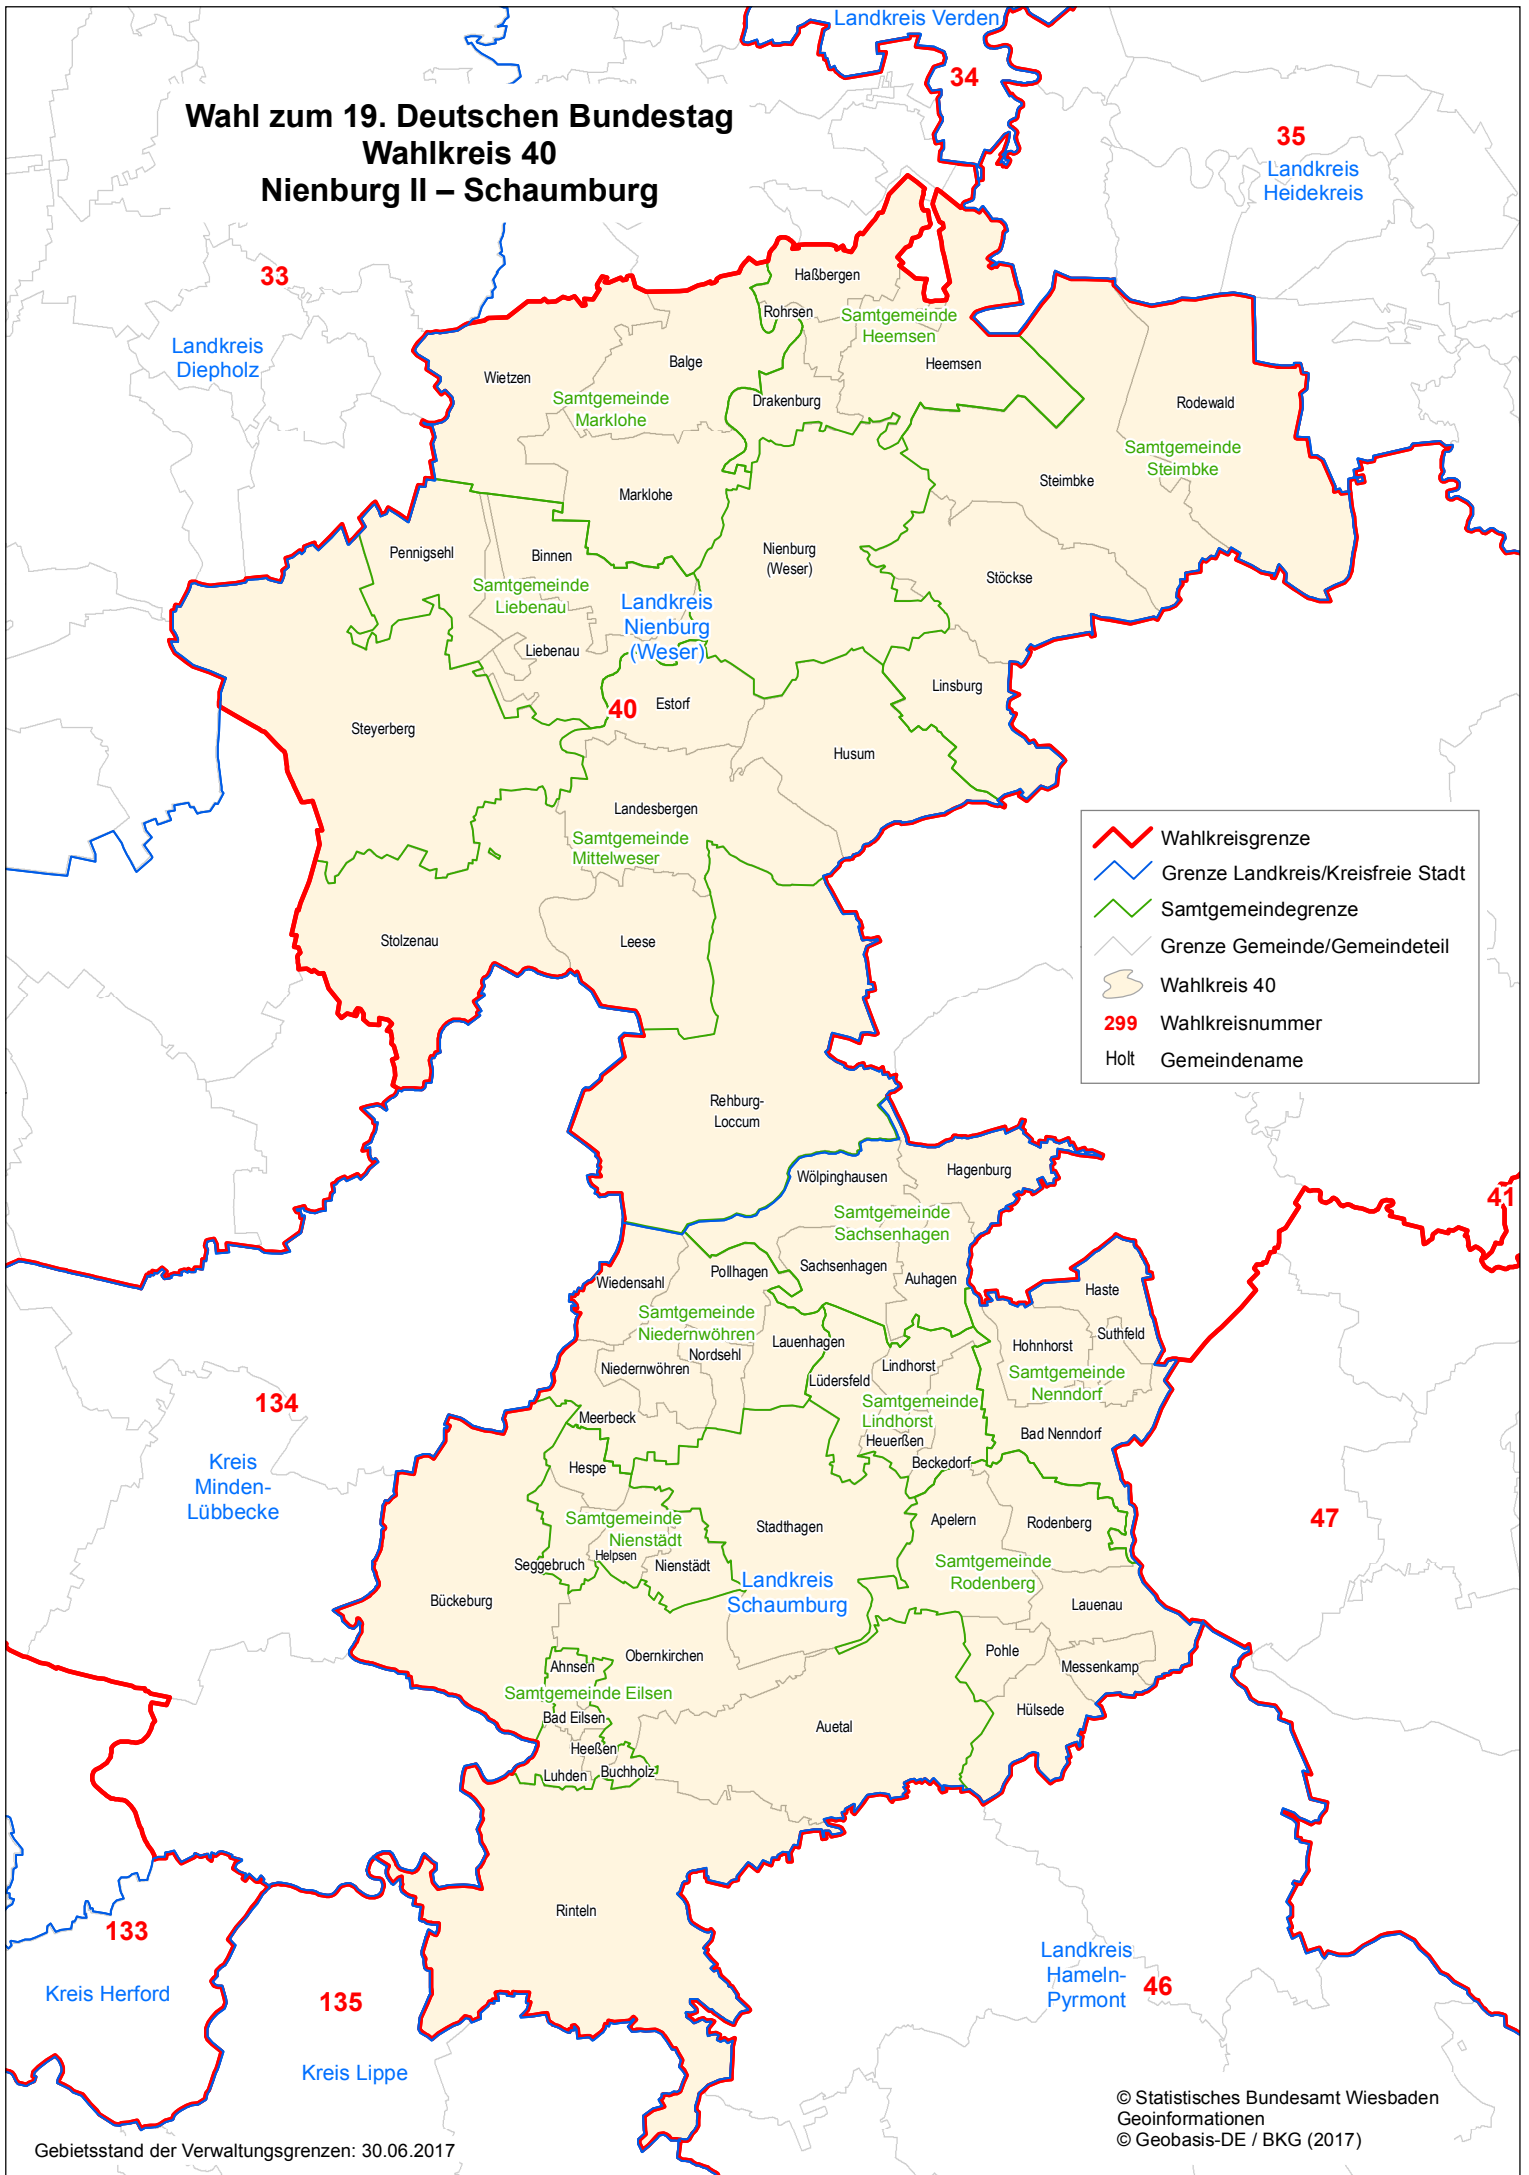 Landkreis Verden
34
Wahl zum 19. Deutschen Bundestag
Wahlkreis 40
Nienburg II – Schaumburg
35
Landkreis
Heidekreis
33
Landkreis
Diepholz
Haßbergen
Rohrsen
Samtgemeinde
Heemsen
Heemsen
Balge
Wietzen
Samtgemeinde
Marklohe
Drakenburg
Rodewald
Samtgemeinde
Steimbke
Steimbke
Marklohe
Pennigsehl
Binnen
Nienburg
(Weser)
Stöckse
Samtgemeinde
Liebenau
Landkreis
Nienburg
(Weser)
Liebenau
Linsburg
Estorf
40
Steyerberg
Husum
Landesbergen
Samtgemeinde
Mittelweser
Stolzenau
Leese
Wahlkreisgrenze
Grenze Landkreis/Kreisfreie Stadt
Samtgemeindegrenze
Grenze Gemeinde/Gemeindeteil
Wahlkreis 40
299 Wahlkreisnummer
Holt Gemeindename
Rehburg-
Loccum
Wölpinghausen
Hagenburg
41
Samtgemeinde
Sachsenhagen
Sachsenhagen
Auhagen
Wiedensahl
Pollhagen
Haste
Samtgemeinde
Niedernwöhren
Lauenhagen
Nordsehl
Niedernwöhren
Suthfeld
Hohnhorst
Samtgemeinde
Nenndorf
Lindhorst
Lüdersfeld
Samtgemeinde
Lindhorst
Heuerßen
Beckedorf
Bad Nenndorf
134
Kreis
Minden-
Lübbecke
Meerbeck
Hespe
Samtgemeinde
Nienstädt
Seggebruch
Helpsen
Nienstädt
Stadthagen
Apelern
Rodenberg
Samtgemeinde
Rodenberg
47
Landkreis
Schaumburg
Bückeburg
Lauenau
Obernkirchen
Pohle
Messenkamp
Ahnsen
Samtgemeinde Eilsen
Bad Eilsen
Hülsede
Auetal
Heeßen
Luhden
Buchholz
Rinteln
133
Kreis Herford
135
Kreis Lippe
Landkreis
Hameln-
Pyrmont
46
© Statistisches Bundesamt Wiesbaden
Geoinformationen
© Geobasis-DE / BKG (2017)
Gebietsstand der Verwaltungsgrenzen: 30.06.2017